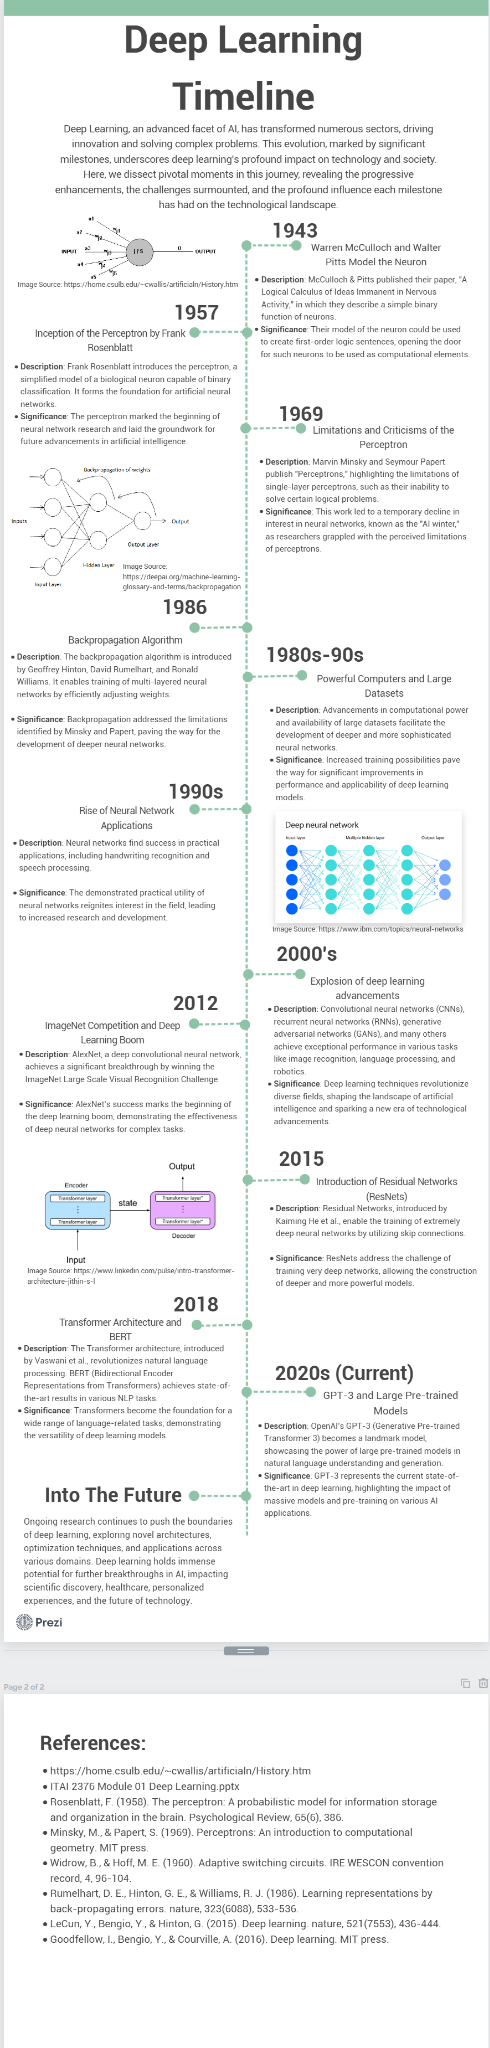 Deep Learning
Timeline
Deep Learning, an advanced facet of AI, has transformed numerous sectors, driving
innovation and solving complex problems. This evolution, marked by significant
milestones, underscores deep learning's profound impact on technology and society.
Here, we dissect pivotal moments in this journey, revealing the progressive
enhancements, the challenges surmounted, and the profound influence each milestone
has had on the technological landscape.
INPUT
OUTPUT
Image Source: https://home.csulb.edu/~cwallis/artificialn/History.htm
1943
Warren McCulloch and Walter
Pitts Model the Neuron
• Description: McCulloch & Pitts published their paper, "A
Logical Calculus of Ideas Immanent in Nervous
Activity," in which they describe a simple binary
function of neurons.
• Significance: Their model of the neuron could be used
to create first-order logic sentences, opening the door
for such neurons to be used as computational elements.
1957
Inception of the Perceptron by Frank
Rosenblatt
• Description: Frank Rosenblatt introduces the perceptron, a
simplified model of a biological neuron capable of binary
classification. It forms the foundation for artificial neural
networks.
• Significance: The perceptron marked the beginning of
neural network research and laid the groundwork for
future advancements in artificial intelligence.
1969
Limitations and Criticisms of the
Perceptron
• Description: Marvin Minsky and Seymour Papert
publish "Perceptrons," highlighting the limitations of
single-layer perceptrons, such as their inability to
solve certain logical problems.
• Significance: This work led to a temporary decline in
interest in neural networks, known as the "AI winter,"
as researchers grappled with the perceived limitations
of perceptrons.
Backpropagation of weights
Inputs
Output
Output Layer
Hidden Layer
Input Layer
Image Source:
https://deepai.org/machine-learning-
glossary-and-terms/backpropagation
1986
Backpropagation Algorithm
• Description: The backpropagation algorithm is introduced
by Geoffrey Hinton, David Rumelhart, and Ronald
Williams. It enables training of multi-layered neural
networks by efficiently adjusting weights.
• Significance: Backpropagation addressed the limitations
identified by Minsky and Papert, paving the way for the
development of deeper neural networks.
1980s-90s
Powerful Computers and Large
Datasets
• Description: Advancements in computational power
and availability of large datasets facilitate the
development of deeper and more sophisticated
neural networks.
• Significance: Increased training possibilities pave
the way for significant improvements in
performance and applicability of deep learning
models.
1990s
Rise of Neural Network
Applications
• Description: Neural networks find success in practical
applications, including handwriting recognition and
speech processing.
• Significance: The demonstrated practical utility of
neural networks reignites interest in the field, leading
to increased research and development.
Deep neural network
Input layer
Multiple hidden layer
Output layer
Image Source: https://www.ibm.com/topics/neural-networks
2000's
Explosion of deep learning
advancements
• Description: Convolutional neural networks (CNNs),
recurrent neural networks (RNNs), generative
adversarial networks (GANs), and many others
achieve exceptional performance in various tasks
like image recognition, language processing, and
robotics.
• Significance: Deep learning techniques revolutionize
diverse fields, shaping the landscape of artificial
intelligence and sparking a new era of technological
advancements.
2012
ImageNet Competition and Deep
Learning Boom
• Description: AlexNet, a deep convolutional neural network,
achieves a significant breakthrough by winning the
ImageNet Large Scale Visual Recognition Challenge.
• Significance: AlexNet's success marks the beginning of
the deep learning boom, demonstrating the effectiveness
of deep neural networks for complex tasks.
2015
Introduction of Residual Networks
(ResNets)
• Description: Residual Networks, introduced by
Kaiming He et al., enable the training of extremely
deep neural networks by utilizing skip connections.
• Significance: ResNets address the challenge of
training very deep networks, allowing the construction
of deeper and more powerful models.
Output
Encoder
Transformer layer
Transformer layer
state
Transformer layer*
Transformer layer*
Decoder
Input
Image Source: https://www.linkedin.com/pulse/intro-transformer-
architecture-jithin-s-l
2018
Transformer Architecture and
BERT
• Description: The Transformer architecture, introduced
by Vaswani et al., revolutionizes natural language
processing. BERT (Bidirectional Encoder
Representations from Transformers) achieves state-of-
the-art results in various NLP tasks.
• Significance: Transformers become the foundation for a
wide range of language-related tasks, demonstrating
the versatility of deep learning models.
2020s (Current)
GPT-3 and Large Pre-trained
Models
• Description: OpenAI's GPT-3 (Generative Pre-trained
Transformer 3) becomes a landmark model,
showcasing the power of large pre-trained models in
natural language understanding and generation.
• Significance: GPT-3 represents the current state-of-
the-art in deep learning, highlighting the impact of
massive models and pre-training on various AI
applications.
Into The Future
Ongoing research continues to push the boundaries
of deep learning, exploring novel architectures,
optimization techniques, and applications across
various domains. Deep learning holds immense
potential for further breakthroughs in AI, impacting
scientific discovery, healthcare, personalized
experiences, and the future of technology.
Prezi
Page 2 of 2
References:
• https://home.csulb.edu/~cwallis/artificialn/History.htm
• ITAI 2376 Module 01 Deep Learning.pptx
• Rosenblatt, F. (1958). The perceptron: A probabilistic model for information storage
and organization in the brain. Psychological Review, 65(6), 386.
• Minsky, M., & Papert, S. (1969). Perceptrons: An introduction to computational
geometry. MIT press.
• Widrow, B., & Hoff, M. E. (1960). Adaptive switching circuits. IRE WESCON convention
record, 4, 96-104.
• Rumelhart, D. E., Hinton, G. E., & Williams, R. J. (1986). Learning representations by
back-propagating errors. nature, 323(6088), 533-536.
• LeCun, Y., Bengio, Y., & Hinton, G. (2015). Deep learning. nature, 521(7553), 436-444.
• Goodfellow, I., Bengio, Y., & Courville, A. (2016). Deep learning. MIT press.